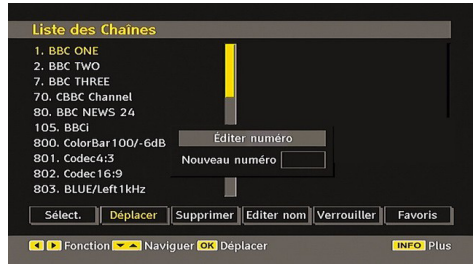 Liste des Chaînes
1. BBC ONE
2. BBC TWO
7. BBC THREE
70. CBBC Channel
80. BBC NEWS 24
105. BBCi
800. ColorBar100/-6dB
801. Codec4:3
802. Codec16:9
803. BLUE/Left1kHz
Éditer numéro
Nouveau numéro
Sélect. Déplacer Supprimer Editer nom Verrouiller Favoris
Fonction Naviguer OK Déplacer INFO Plus